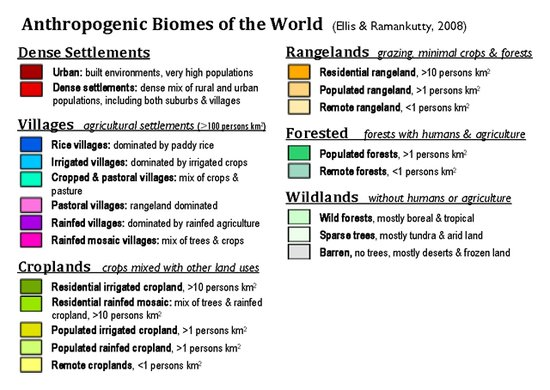 Anthropogenic Biomes of the World (Ellis & Ramankutty, 2008)
Dense Settlements
Urban: built environments, very high populations
Dense settlements: dense mix of rural and urban
populations, including both suburbs & villages
Villages agricultural settlements (>100 persons km²)
Rice villages: dominated by paddy rice
Irrigated villages: dominated by irrigated crops
Cropped & pastoral villages: mix of crops &
pasture
Pastoral villages: rangeland dominated
Rainfed villages: dominated by rainfed agriculture
Rainfed mosaic villages: mix of trees & crops
Croplands crops mixed with other land uses
Residential irrigated cropland, >10 persons km²
Residential rainfed mosaic: mix of trees & rainfed
cropland, >10 persons km²
Populated irrigated cropland, >1 persons km²
Populated rainfed cropland, >1 persons km²
Remote croplands, <1 persons km²
Rangelands grazing, minimal crops & forests
Residential rangeland, >10 persons km²
Populated rangeland, >1 persons km²
Remote rangeland, <1 persons km²
Forested forests with humans & agriculture
Populated forests, >1 persons km²
Remote forests, <1 persons km²
Wildlands without humans or agriculture
Wild forests, mostly boreal & tropical
Sparse trees, mostly tundra & arid land
Barren, no trees, mostly deserts & frozen land